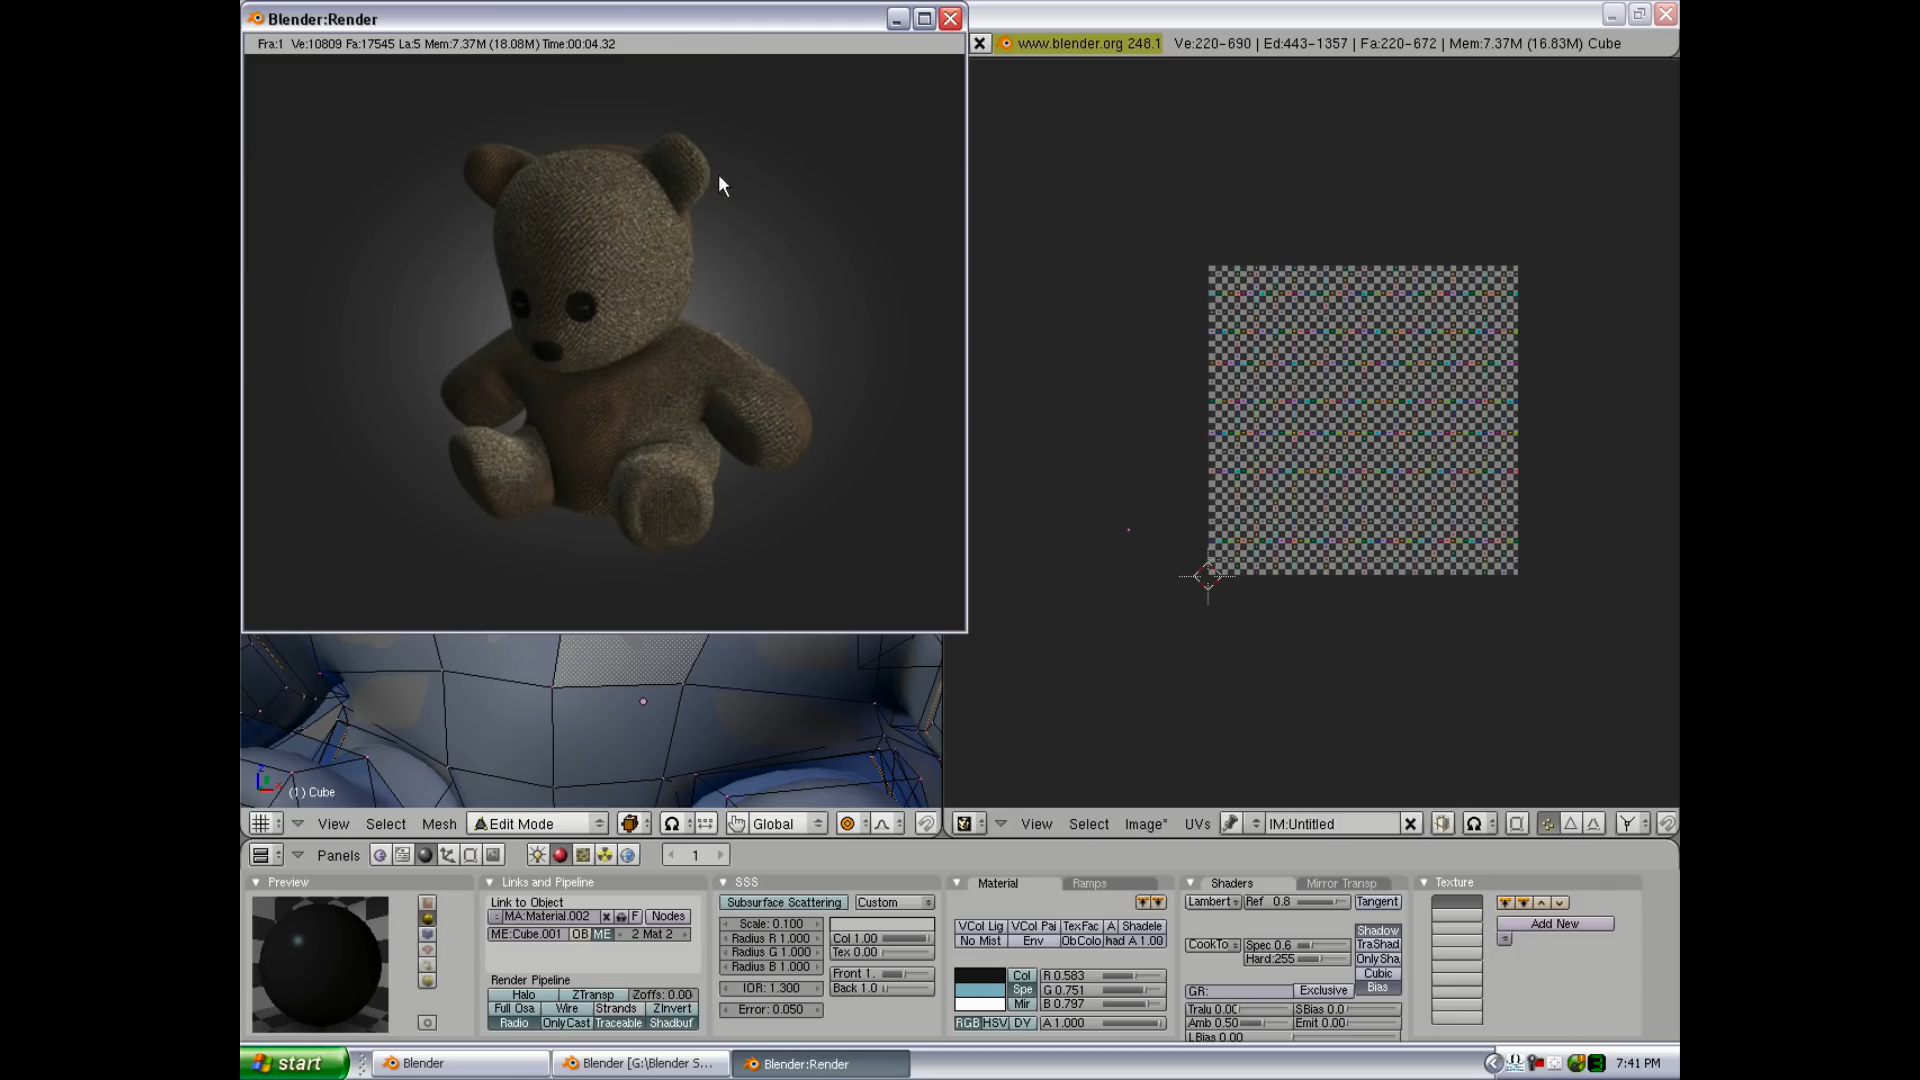 Blender:Render
Fra:1 Ve:10809 Fa:17545 La:5 Mem:7.37M (18.08M) Time:00:04.32
www.blender.org 248.1 Ve:220-690 | Ed:443-1357 | Fa:220-672 | Mem:7.37M (16.83M) Cube
(1) Cube
View Select Mesh Edit Mode Global
View Select Image* UVs IM:Untitled
Panels 1
Preview
Links and Pipeline
Link to Object
MA:Material.002 F Nodes
ME:Cube.001 OB ME 2 Mat 2
Render Pipeline
Halo ZTransp Zoffs: 0.00
Full Osa Wire Strands ZInvert
Radio OnlyCast Traceable Shadbuf
SSS
Subsurface Scattering Custom
Scale: 0.100
Radius R 1.000 Col 1.00
Radius G 1.000 Tex 0.00
Radius B 1.000
Front 1.
IOR: 1.300 Back 1.0
Error: 0.050
Material Ramps
VCol Lig VCol Pai TexFac A Shadele
No Mist Env ObColo had A 1.00
Col R 0.583
Spe G 0.751
Mir B 0.797
RGB HSV DY A 1.000
Shaders Mirror Transp
Lambert Ref 0.8 Tangent
Shadow
CookTo Spec 0.6 TraShad
Hard:255 OnlySha
Cubic
GR: Exclusive Bias
Tralu 0.0 SBias 0.0
Amb 0.50 Emit 0.00
LBias 0.00
Texture
Add New
start Blender Blender [G:\Blender S... Blender:Render 7:41 PM